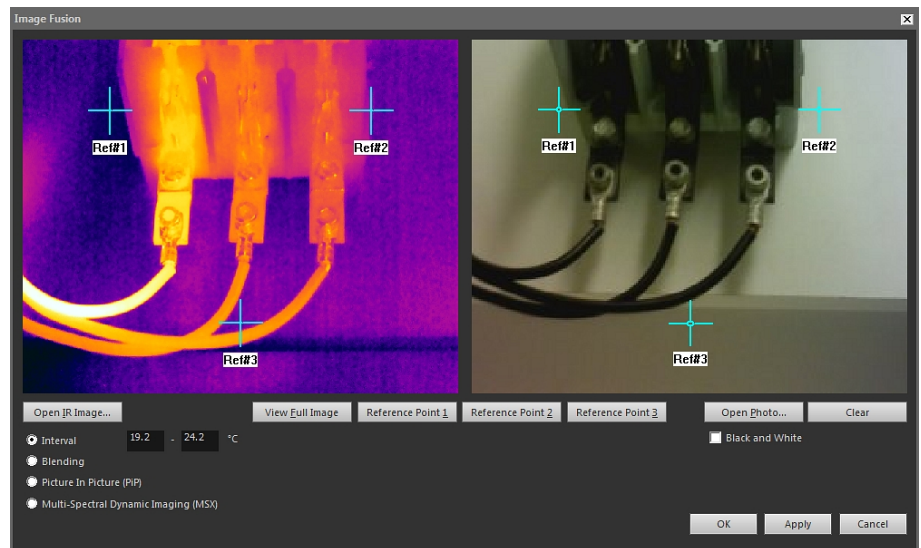 Image Fusion
Ref#1
Ref#2
Ref#3
Ref#1
Ref#2
Ref#3
Open IR Image...
View Full Image
Reference Point 1
Reference Point 2
Reference Point 3
Open Photo...
Clear
Interval 19.2 - 24.2 °C
Black and White
Blending
Picture In Picture (PiP)
Multi-Spectral Dynamic Imaging (MSX)
OK
Apply
Cancel